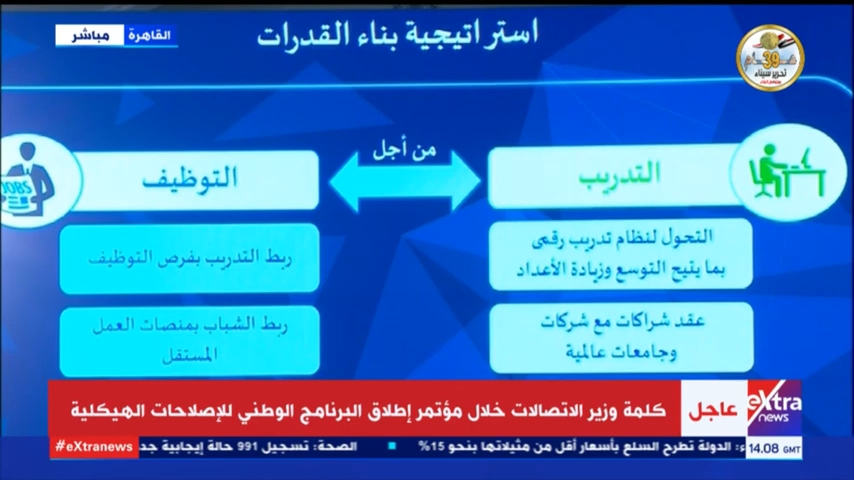 استراتيجية بناء القدرات
القاهرة
مباشر
39
تحرير سيناء
التدريب
من أجل
التوظيف
JOBS
التحول لنظام تدريب رقمى
بما يتيح التوسع وزيادة الأعداد
ربط التدريب بفرص التوظيف
عقد شراكات مع شركات
وجامعات عالمية
ربط الشباب بمنصات العمل
المستقل
عاجل
كلمة وزير الاتصالات خلال مؤتمر إطلاق البرنامج الوطني للإصلاحات الهيكلية
eXtra
news
14.08 GMT
الدولة تطرح السلع بأسعار أقل من مثيلاتها بنحو 15%
الصحة: تسجيل 991 حالة إيجابية جد
#eXtranews